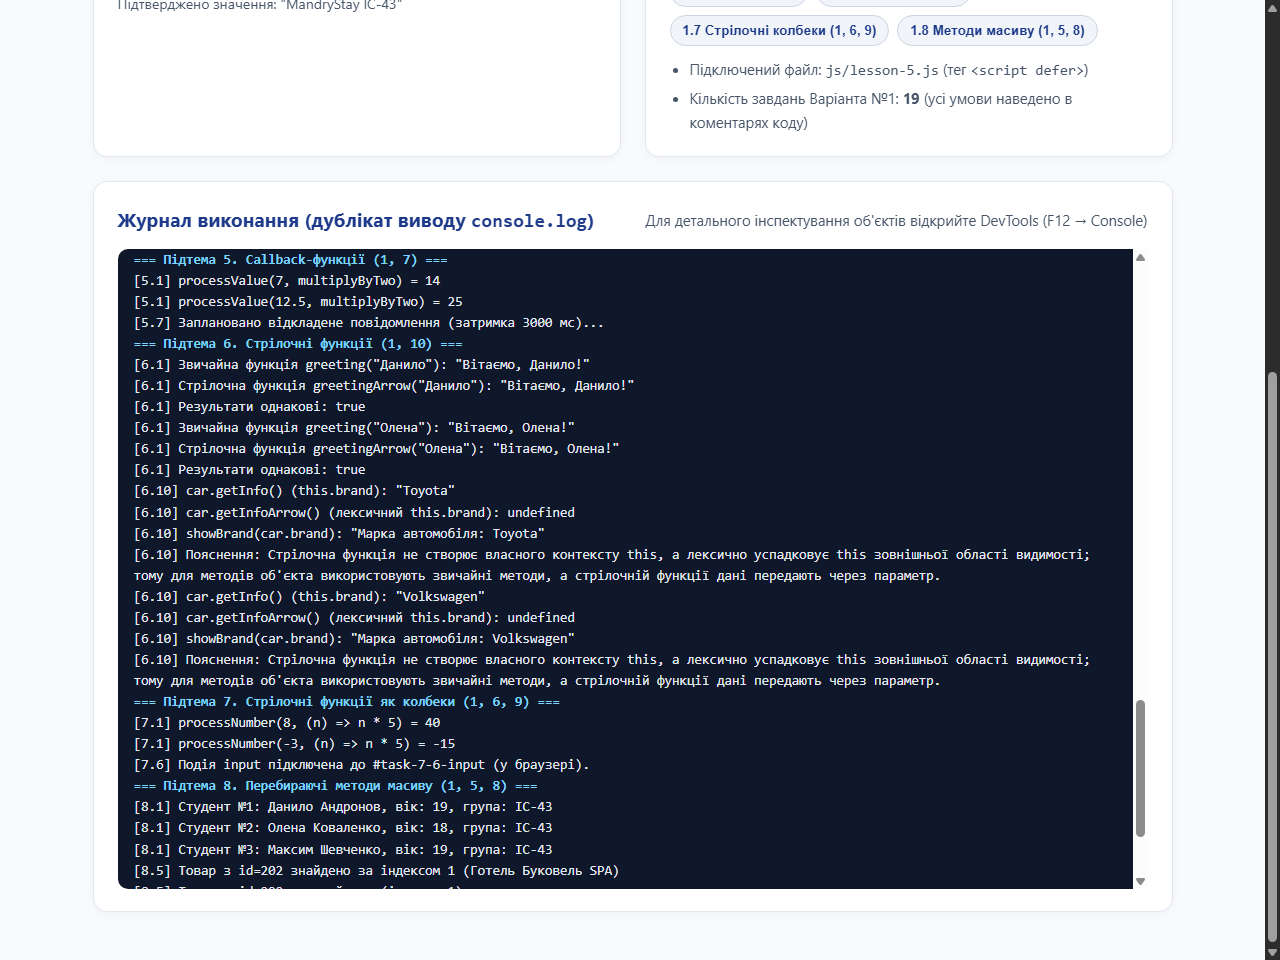 Підтверджено значення: "MandryStay IC-43"
1.7 Стрілочні колбеки (1, 6, 9)
1.8 Методи масиву (1, 5, 8)
• Підключений файл: js/lesson-5.js (тег <script defer>)
• Кількість завдань Варіанта №1: 19 (усі умови наведено в
коментарях коду)
Журнал виконання (дублікат виводу console.log)
Для детального інспектування об'єктів відкрийте DevTools (F12 → Console)
=== Підтема 5. Callback-функції (1, 7) ===
[5.1] processValue(7, multiplyByTwo) = 14
[5.1] processValue(12.5, multiplyByTwo) = 25
[5.7] Заплановано відкладене повідомлення (затримка 3000 мс)...
=== Підтема 6. Стрілочні функції (1, 10) ===
[6.1] Звичайна функція greeting("Данило"): "Вітаємо, Данило!"
[6.1] Стрілочна функція greetingArrow("Данило"): "Вітаємо, Данило!"
[6.1] Результати однакові: true
[6.1] Звичайна функція greeting("Олена"): "Вітаємо, Олена!"
[6.1] Стрілочна функція greetingArrow("Олена"): "Вітаємо, Олена!"
[6.1] Результати однакові: true
[6.10] car.getInfo() (this.brand): "Toyota"
[6.10] car.getInfoArrow() (лексичний this.brand): undefined
[6.10] showBrand(car.brand): "Марка автомобіля: Toyota"
[6.10] Пояснення: Стрілочна функція не створює власного контексту this, а лексично успадковує this зовнішньої області видимості;
тому для методів об'єкта використовують звичайні методи, а стрілочній функції дані передають через параметр.
[6.10] car.getInfo() (this.brand): "Volkswagen"
[6.10] car.getInfoArrow() (лексичний this.brand): undefined
[6.10] showBrand(car.brand): "Марка автомобіля: Volkswagen"
[6.10] Пояснення: Стрілочна функція не створює власного контексту this, а лексично успадковує this зовнішньої області видимості;
тому для методів об'єкта використовують звичайні методи, а стрілочній функції дані передають через параметр.
=== Підтема 7. Стрілочні функції як колбеки (1, 6, 9) ===
[7.1] processNumber(8, (n) => n * 5) = 40
[7.1] processNumber(-3, (n) => n * 5) = -15
[7.6] Подія input підключена до #task-7-6-input (у браузері).
=== Підтема 8. Перебираючі методи масиву (1, 5, 8) ===
[8.1] Студент №1: Данило Андронов, вік: 19, група: ІС-43
[8.1] Студент №2: Олена Коваленко, вік: 18, група: ІС-43
[8.1] Студент №3: Максим Шевченко, вік: 19, група: ІС-43
[8.5] Товар з id=202 знайдено за індексом 1 (Готель Буковель SPA)